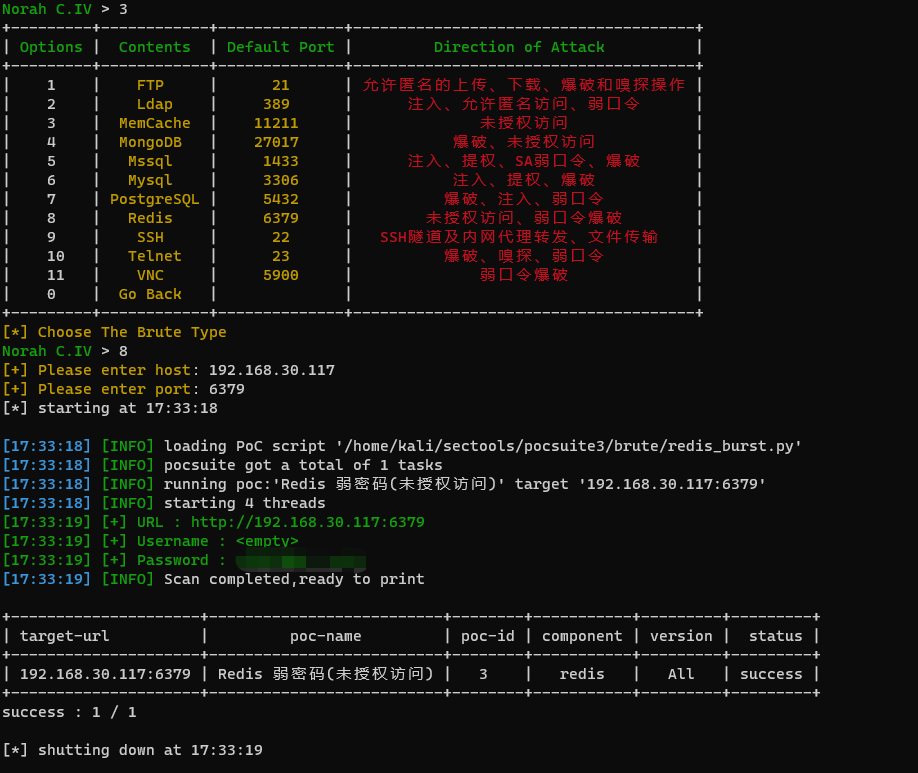 Norah C.IV > 3
+---------+------------+--------------+--------------------------------------+
| Options | Contents | Default Port | Direction of Attack |
+---------+------------+--------------+--------------------------------------+
| 1 | FTP | 21 | 允许匿名的上传、下载、爆破和嗅探操作 |
| 2 | Ldap | 389 | 注入、允许匿名访问、弱口令 |
| 3 | MemCache | 11211 | 未授权访问 |
| 4 | MongoDB | 27017 | 爆破、未授权访问 |
| 5 | Mssql | 1433 | 注入、提权、SA弱口令、爆破 |
| 6 | Mysql | 3306 | 注入、提权、爆破 |
| 7 | PostgreSQL | 5432 | 爆破、注入、弱口令 |
| 8 | Redis | 6379 | 未授权访问、弱口令爆破 |
| 9 | SSH | 22 | SSH隧道及内网代理转发、文件传输 |
| 10 | Telnet | 23 | 爆破、嗅探、弱口令 |
| 11 | VNC | 5900 | 弱口令爆破 |
| 0 | Go Back | | |
+---------+------------+--------------+--------------------------------------+
[*] Choose The Brute Type
Norah C.IV > 8
[+] Please enter host: 192.168.30.117
[+] Please enter port: 6379
[*] starting at 17:33:18
[17:33:18] [INFO] loading PoC script '/home/kali/sectools/pocsuite3/brute/redis_burst.py'
[17:33:18] [INFO] pocsuite got a total of 1 tasks
[17:33:18] [INFO] running poc:'Redis 弱密码(未授权访问)' target '192.168.30.117:6379'
[17:33:18] [INFO] starting 4 threads
[17:33:19] [+] URL : http://192.168.30.117:6379
[17:33:19] [+] Username : <empty>
[17:33:19] [+] Password :
[17:33:19] [INFO] Scan completed,ready to print
+---------------------+--------------------------+--------+-----------+---------+---------+
| target-url | poc-name | poc-id | component | version | status |
+---------------------+--------------------------+--------+-----------+---------+---------+
| 192.168.30.117:6379 | Redis 弱密码(未授权访问) | 3 | redis | All | success |
+---------------------+--------------------------+--------+-----------+---------+---------+
success : 1 / 1
[*] shutting down at 17:33:19